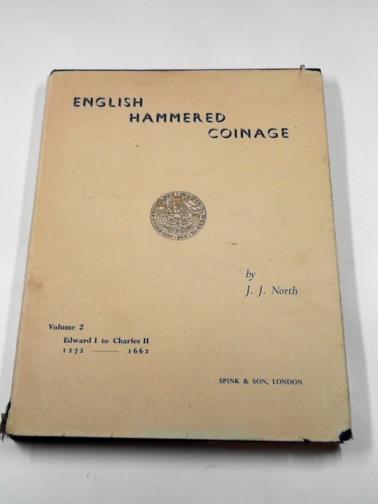 ENGLISH
HAMMERED
COINAGE
by
J. J. North
Volume 2
Edward I to Charles II
1272 —— 1662
SPINK & SON, LONDON